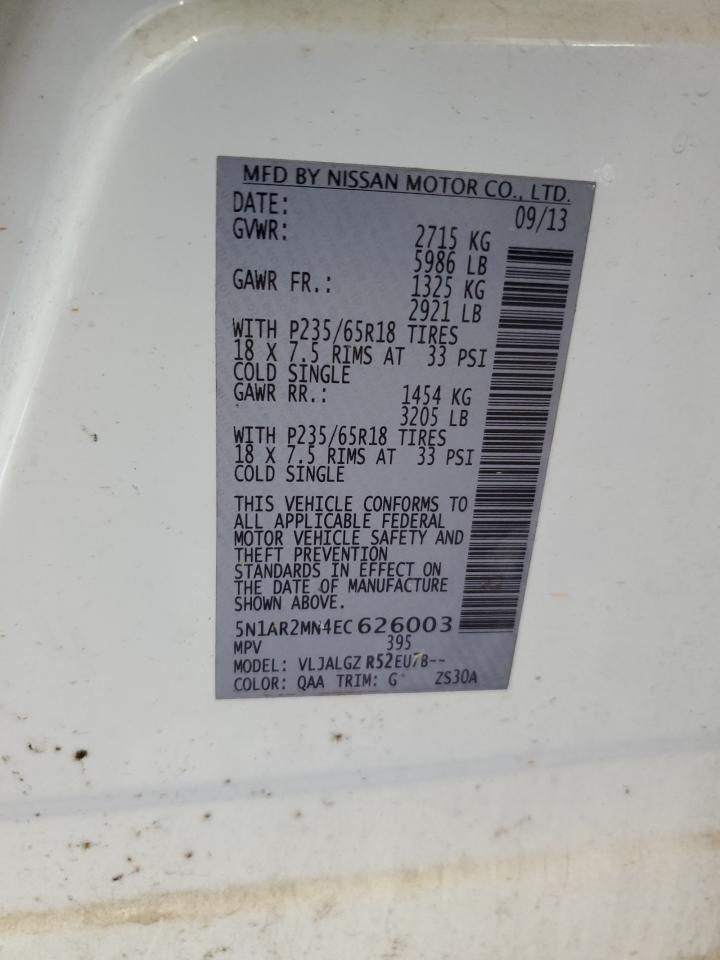 MFD BY NISSAN MOTOR CO., LTD.
DATE: 09/13
GVWR: 2715 KG
5986 LB
GAWR FR.: 1325 KG
2921 LB
WITH P235/65R18 TIRES
18 X 7.5 RIMS AT 33 PSI
COLD SINGLE
GAWR RR.: 1454 KG
3205 LB
WITH P235/65R18 TIRES
18 X 7.5 RIMS AT 33 PSI
COLD SINGLE
THIS VEHICLE CONFORMS TO
ALL APPLICABLE FEDERAL
MOTOR VEHICLE SAFETY AND
THEFT PREVENTION
STANDARDS IN EFFECT ON
THE DATE OF MANUFACTURE
SHOWN ABOVE.
5N1AR2MN4EC626003
MPV 395
MODEL: VLJALGZ R52EU7B--
COLOR: QAA TRIM: G ZS30A